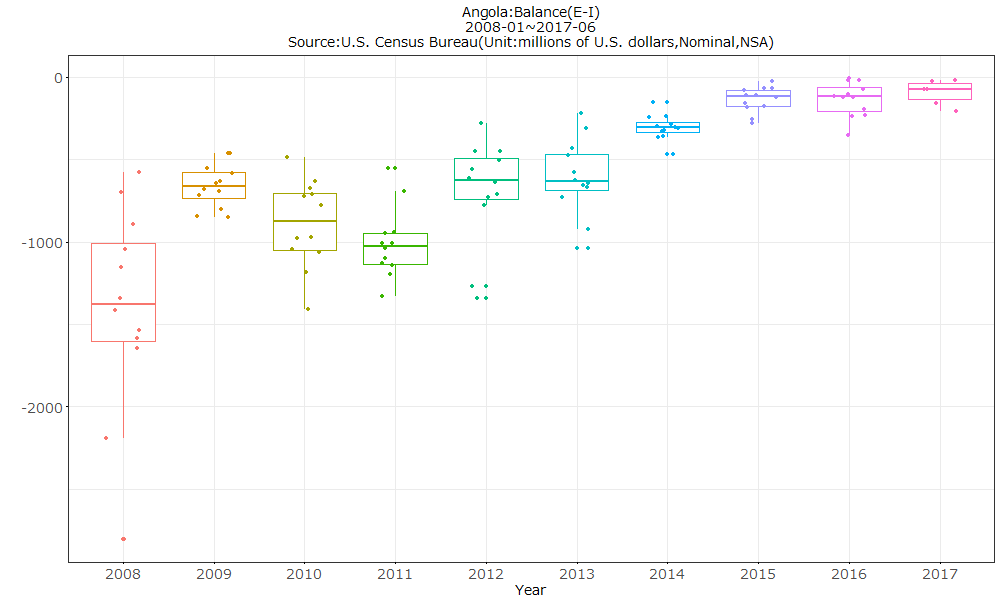 Angola:Balance(E-I)
2008-01~2017-06
Source:U.S. Census Bureau(Unit:millions of U.S. dollars,Nominal,NSA)
0
-1000
-2000
2008 2009 2010 2011 2012 2013 2014 2015 2016 2017
Year